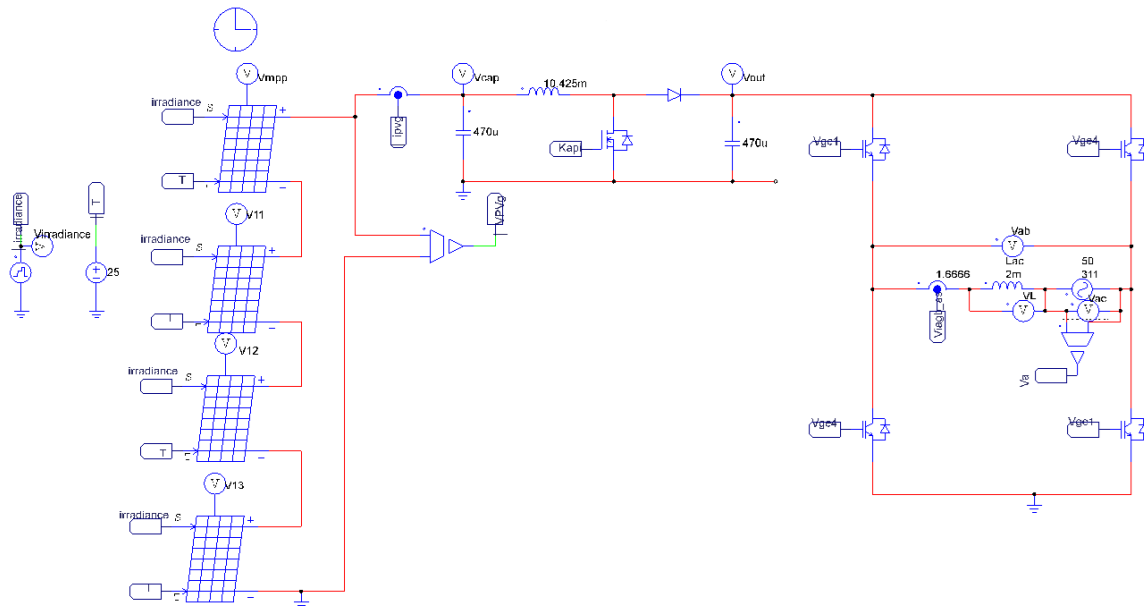 Vmpp
irradiance
S
+
T
−
V11
irradiance
S
+
−
V12
irradiance
S
+
T
−
V13
irradiance
S
+
−
irradiance
Virradiance
T
25
ipvg
Vcap
470u
10.425m
Kapi
Vout
470u
VPVg
Vge1
Vge4
Vab
Lac
2m
1.6666
50
311
VL
Vac
Va
Vge4
Vge1